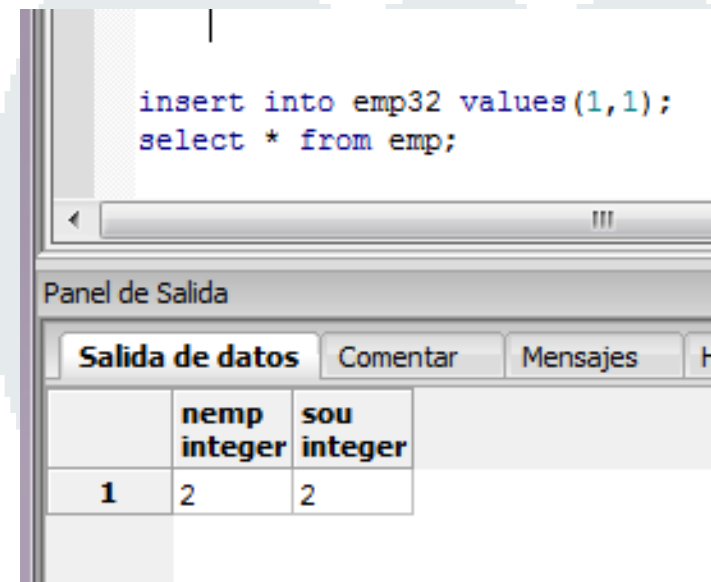 insert into emp32 values(1,1);
select * from emp;
Panel de Salida
Salida de datos Comentar Mensajes H
nemp sou
integer integer
1 2 2